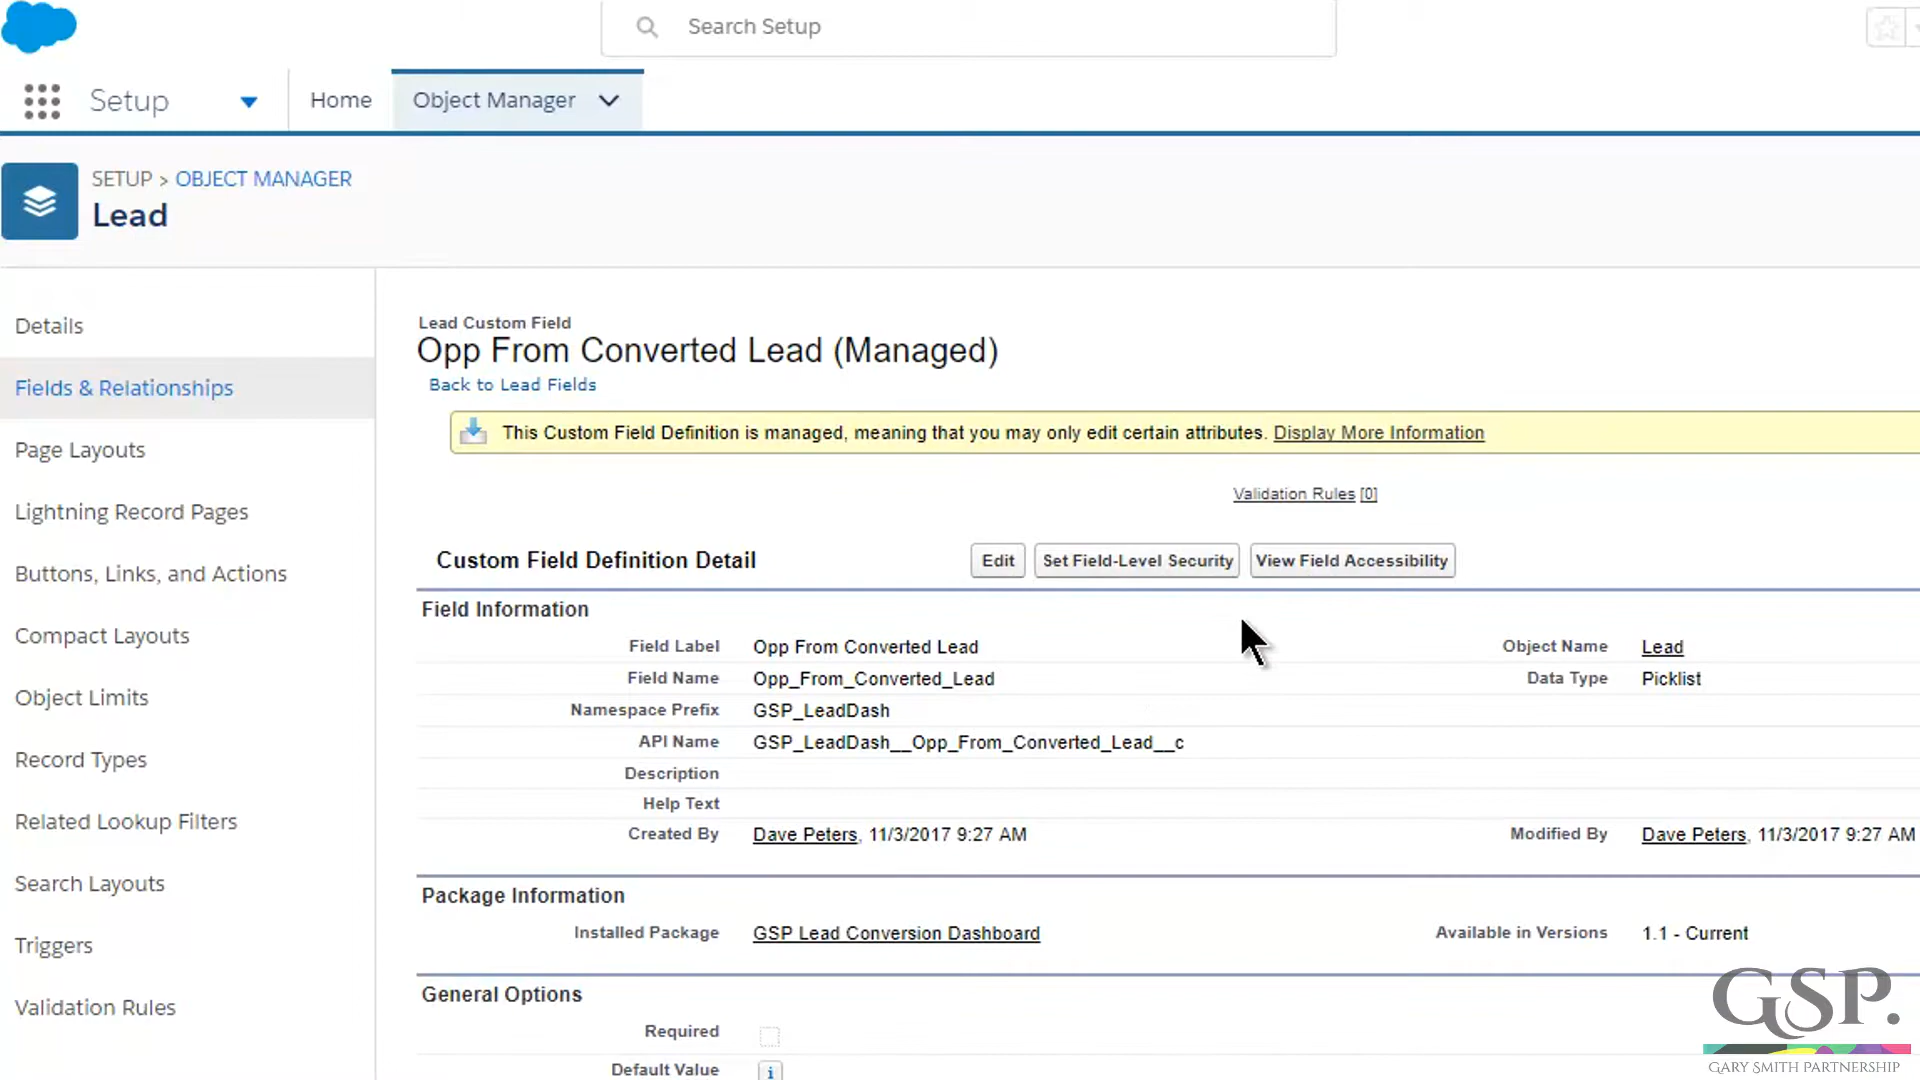 Search Setup
Setup
Home
Object Manager
SETUP > OBJECT MANAGER
Lead
Details
Fields & Relationships
Page Layouts
Lightning Record Pages
Buttons, Links, and Actions
Compact Layouts
Object Limits
Record Types
Related Lookup Filters
Search Layouts
Triggers
Validation Rules
Lead Custom Field
Opp From Converted Lead (Managed)
Back to Lead Fields
This Custom Field Definition is managed, meaning that you may only edit certain attributes. Display More Information
Validation Rules [0]
Custom Field Definition Detail Edit Set Field-Level Security View Field Accessibility
Field Information
Field Label Opp From Converted Lead Object Name Lead
Field Name Opp_From_Converted_Lead Data Type Picklist
Namespace Prefix GSP_LeadDash
API Name GSP_LeadDash__Opp_From_Converted_Lead__c
Description
Help Text
Created By Dave Peters, 11/3/2017 9:27 AM Modified By Dave Peters, 11/3/2017 9:27 AM
Package Information
Installed Package GSP Lead Conversion Dashboard Available in Versions 1.1 - Current
General Options
Required
Default Value
GSP.
GARY SMITH PARTNERSHIP